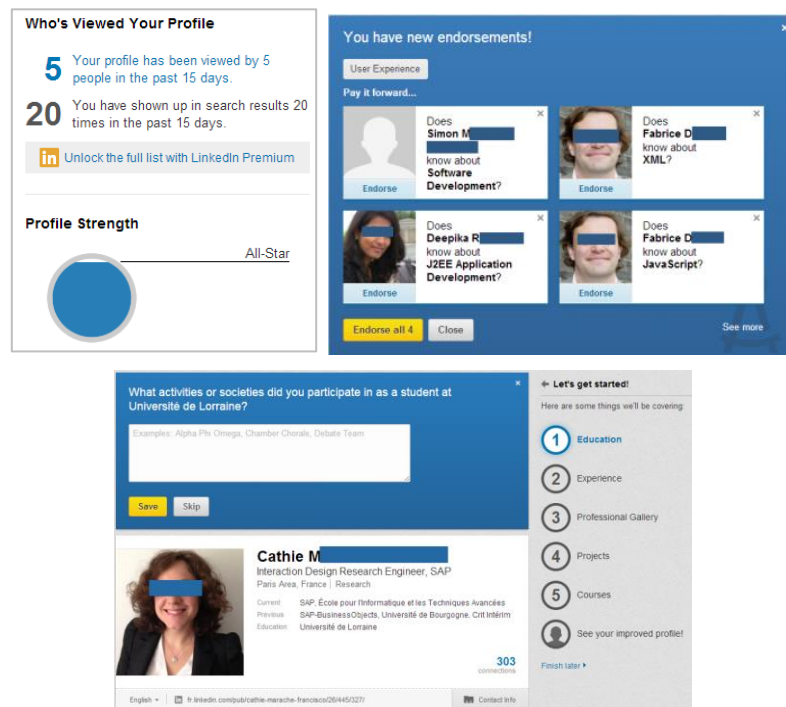 Who's Viewed Your Profile
5
Your profile has been viewed by 5
people in the past 15 days.
20
You have shown up in search results 20
times in the past 15 days.
in Unlock the full list with LinkedIn Premium
Profile Strength
All-Star
You have new endorsements!
×
User Experience
Pay it forward...
Does
Simon M
know about
Software
Development?
×
Endorse
Does
Fabrice D
know about
XML?
×
Endorse
Does
Deepika R
know about
J2EE Application
Development?
×
Endorse
Does
Fabrice D
know about
JavaScript?
×
Endorse
Endorse all 4
Close
See more
What activities or societies did you participate in as a student at
Université de Lorraine?
×
Examples: Alpha Phi Omega, Chamber Chorale, Debate Team
Save
Skip
Cathie M
Interaction Design Research Engineer, SAP
Paris Area, France | Research
Current SAP, École pour l'Informatique et les Techniques Avancées
Previous SAP-BusinessObjects, Université de Bourgogne, Crit Intérim
Education Université de Lorraine
303
connections
English
in fr.linkedin.com/pub/cathie-marache-francisco/26/445/327/
Contact Info
Let's get started!
Here are some things we'll be covering:
1 Education
2 Experience
3 Professional Gallery
4 Projects
5 Courses
See your improved profile!
Finish later